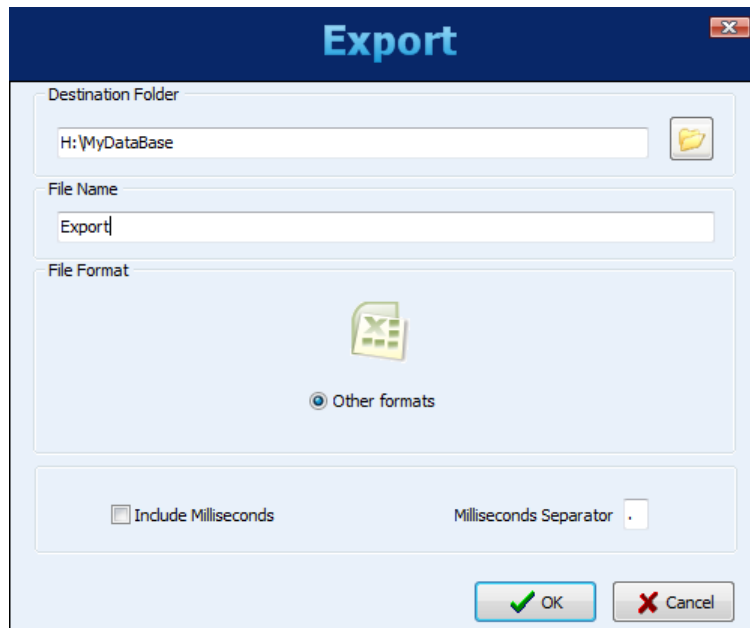 Export
Destination Folder
H:\MyDataBase
File Name
Export
File Format
Other formats
Include Milliseconds
Milliseconds Separator .
OK
Cancel